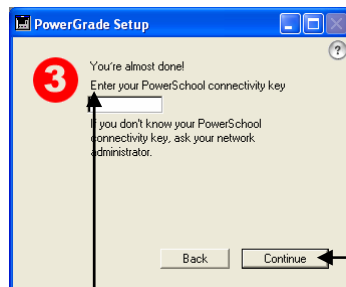 PowerGrade Setup
?
3
You're almost done!
Enter your PowerSchool connectivity key
If you don't know your PowerSchool
connectivity key, ask your network
administrator.
Back
Continue